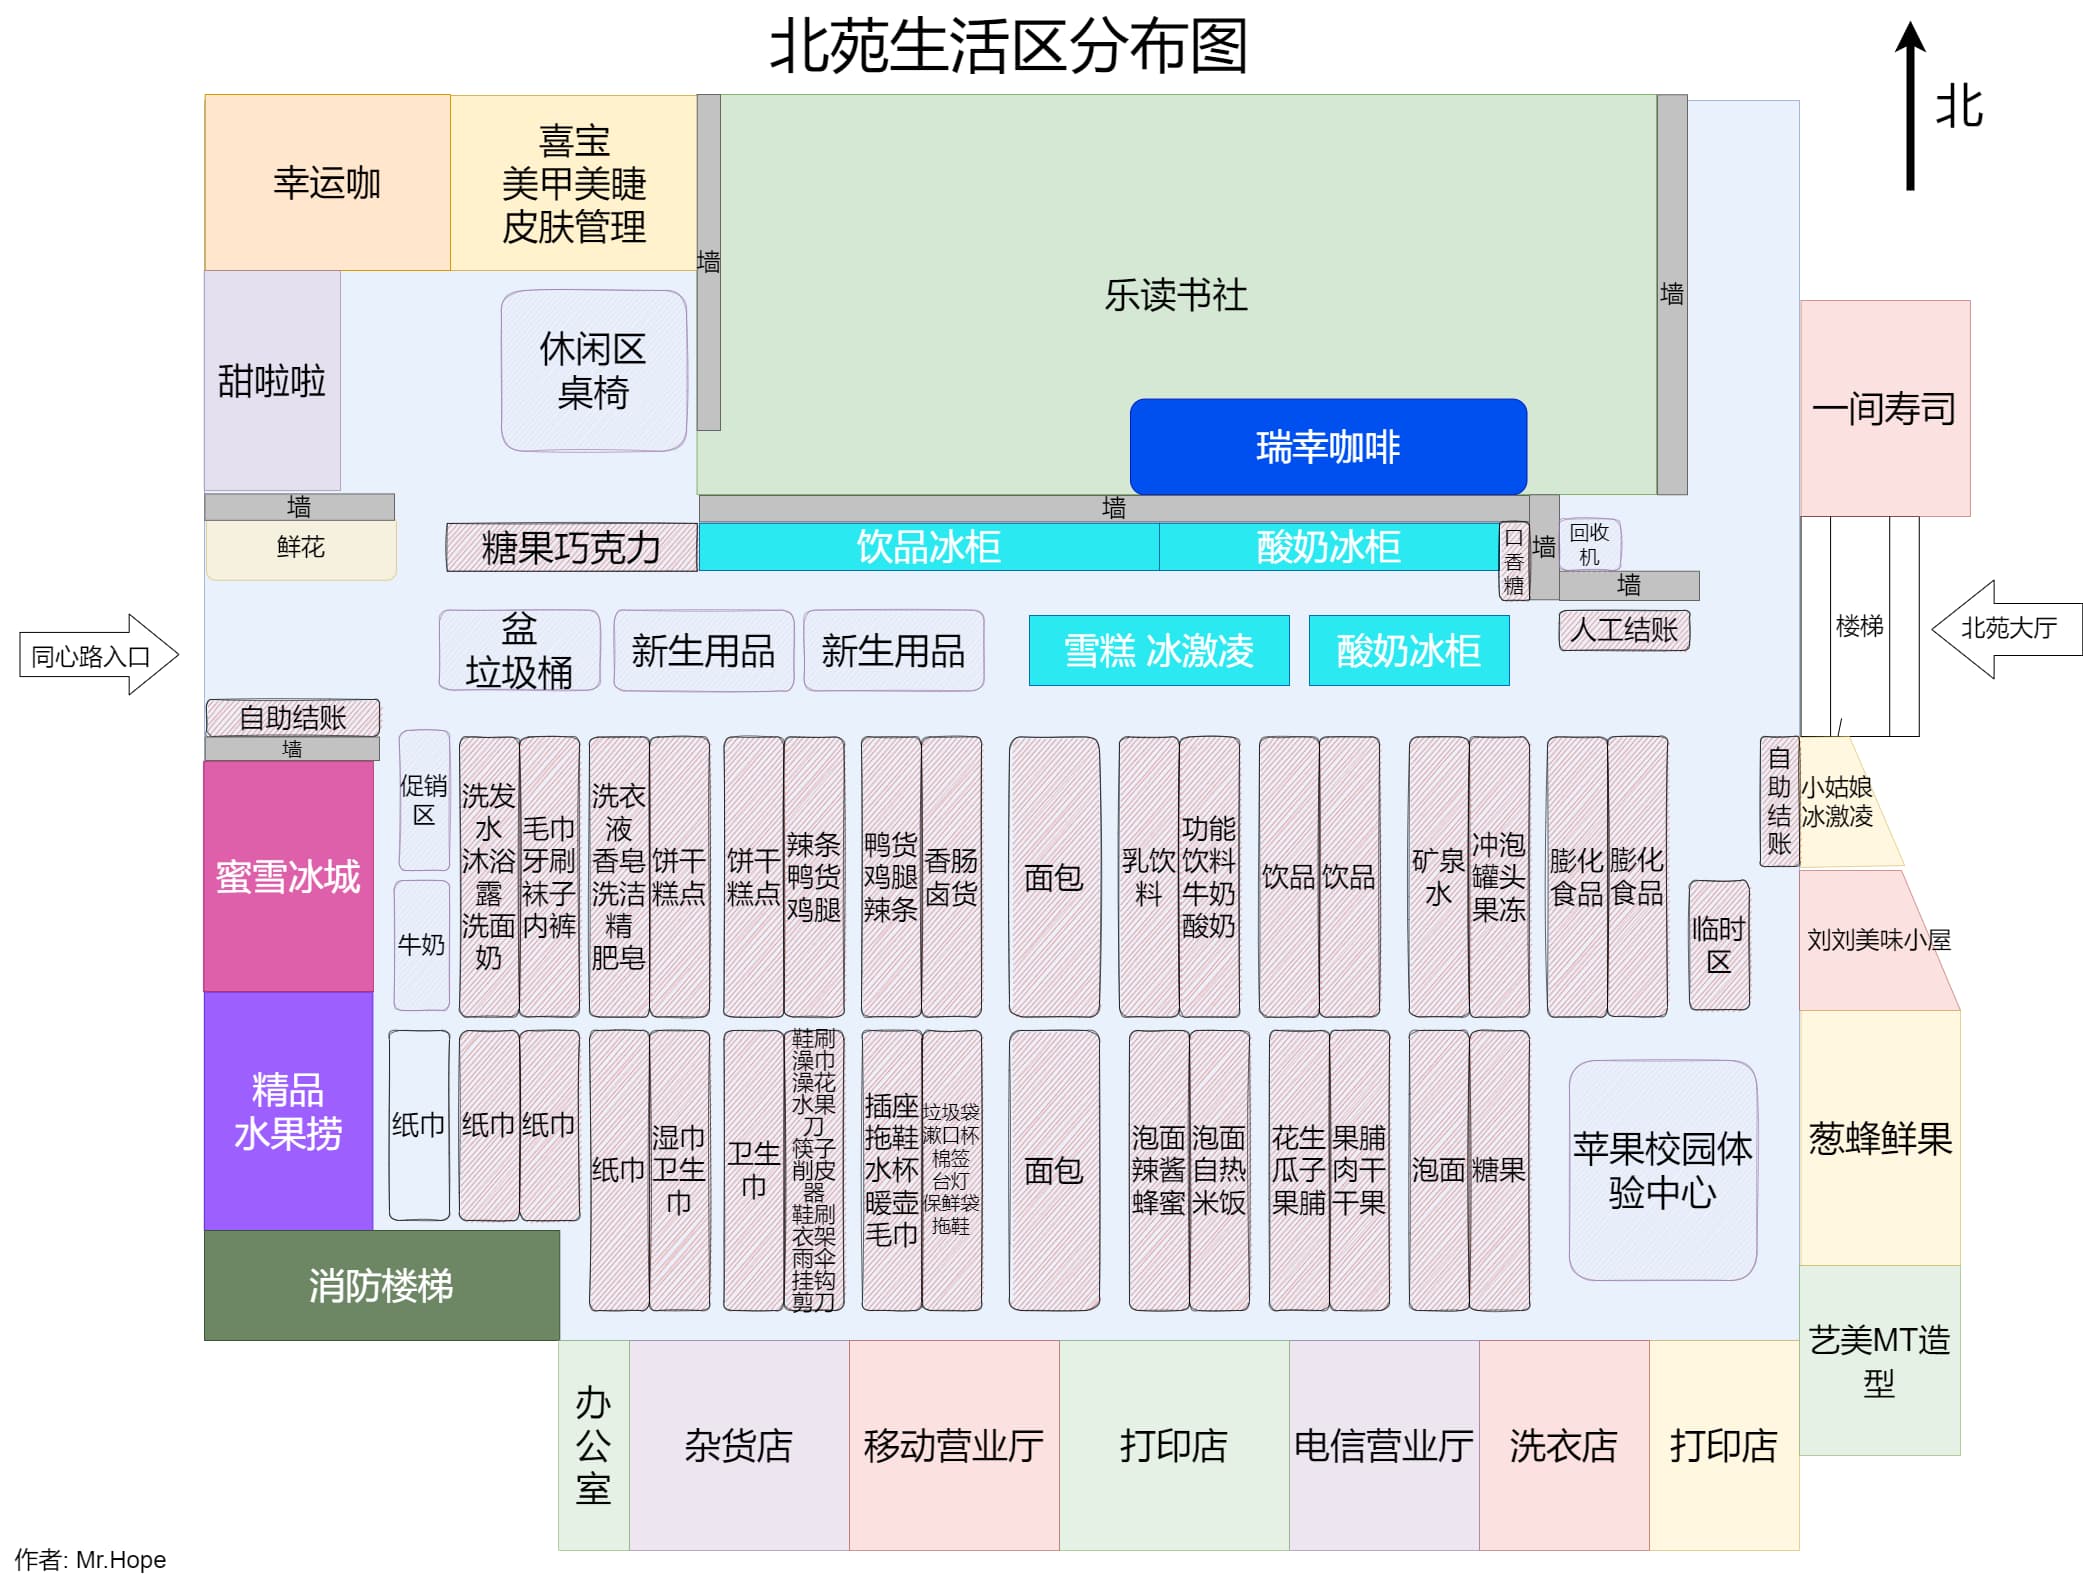 北苑生活区分布图
北
幸运咖
喜宝
美甲美睫
皮肤管理
墙
乐读书社
墙
甜啦啦
休闲区
桌椅
瑞幸咖啡
一间寿司
墙
鲜花
糖果巧克力
墙
饮品冰柜
酸奶冰柜
口
香
糖
墙
回收
机
墙
同心路入口
盆
垃圾桶
新生用品
新生用品
雪糕 冰激凌
酸奶冰柜
人工结账
楼梯
北苑大厅
自助结账
墙
蜜雪冰城
促销
区
牛奶
洗发
水
沐浴
露
洗面
奶
毛巾
牙刷
袜子
内裤
洗衣
液
香皂
洗洁
精
肥皂
饼干
糕点
饼干
糕点
辣条
鸭货
鸡腿
鸭货
鸡腿
辣条
香肠
卤货
面包
乳饮
料
功能
饮料
牛奶
酸奶
饮品
饮品
矿泉
水
冲泡
罐头
果冻
膨化
食品
膨化
食品
临时
区
自
助
结
账
小姑娘
冰激凌
刘刘美味小屋
精品
水果捞
纸巾
纸巾
纸巾
纸巾
湿巾
卫生
巾
卫生
巾
鞋刷
澡巾
澡花
水果
刀
筷子
削皮
器
鞋刷
衣架
雨伞
挂钩
剪刀
插座
拖鞋
水杯
暖壶
毛巾
垃圾袋
漱口杯
棉签
台灯
保鲜袋
拖鞋
面包
泡面
辣酱
蜂蜜
泡面
自热
米饭
花生
瓜子
果脯
果脯
肉干
干果
泡面
糖果
苹果校园体
验中心
葱蜂鲜果
消防楼梯
艺美MT造
型
办
公
室
杂货店
移动营业厅
打印店
电信营业厅
洗衣店
打印店
作者: Mr.Hope